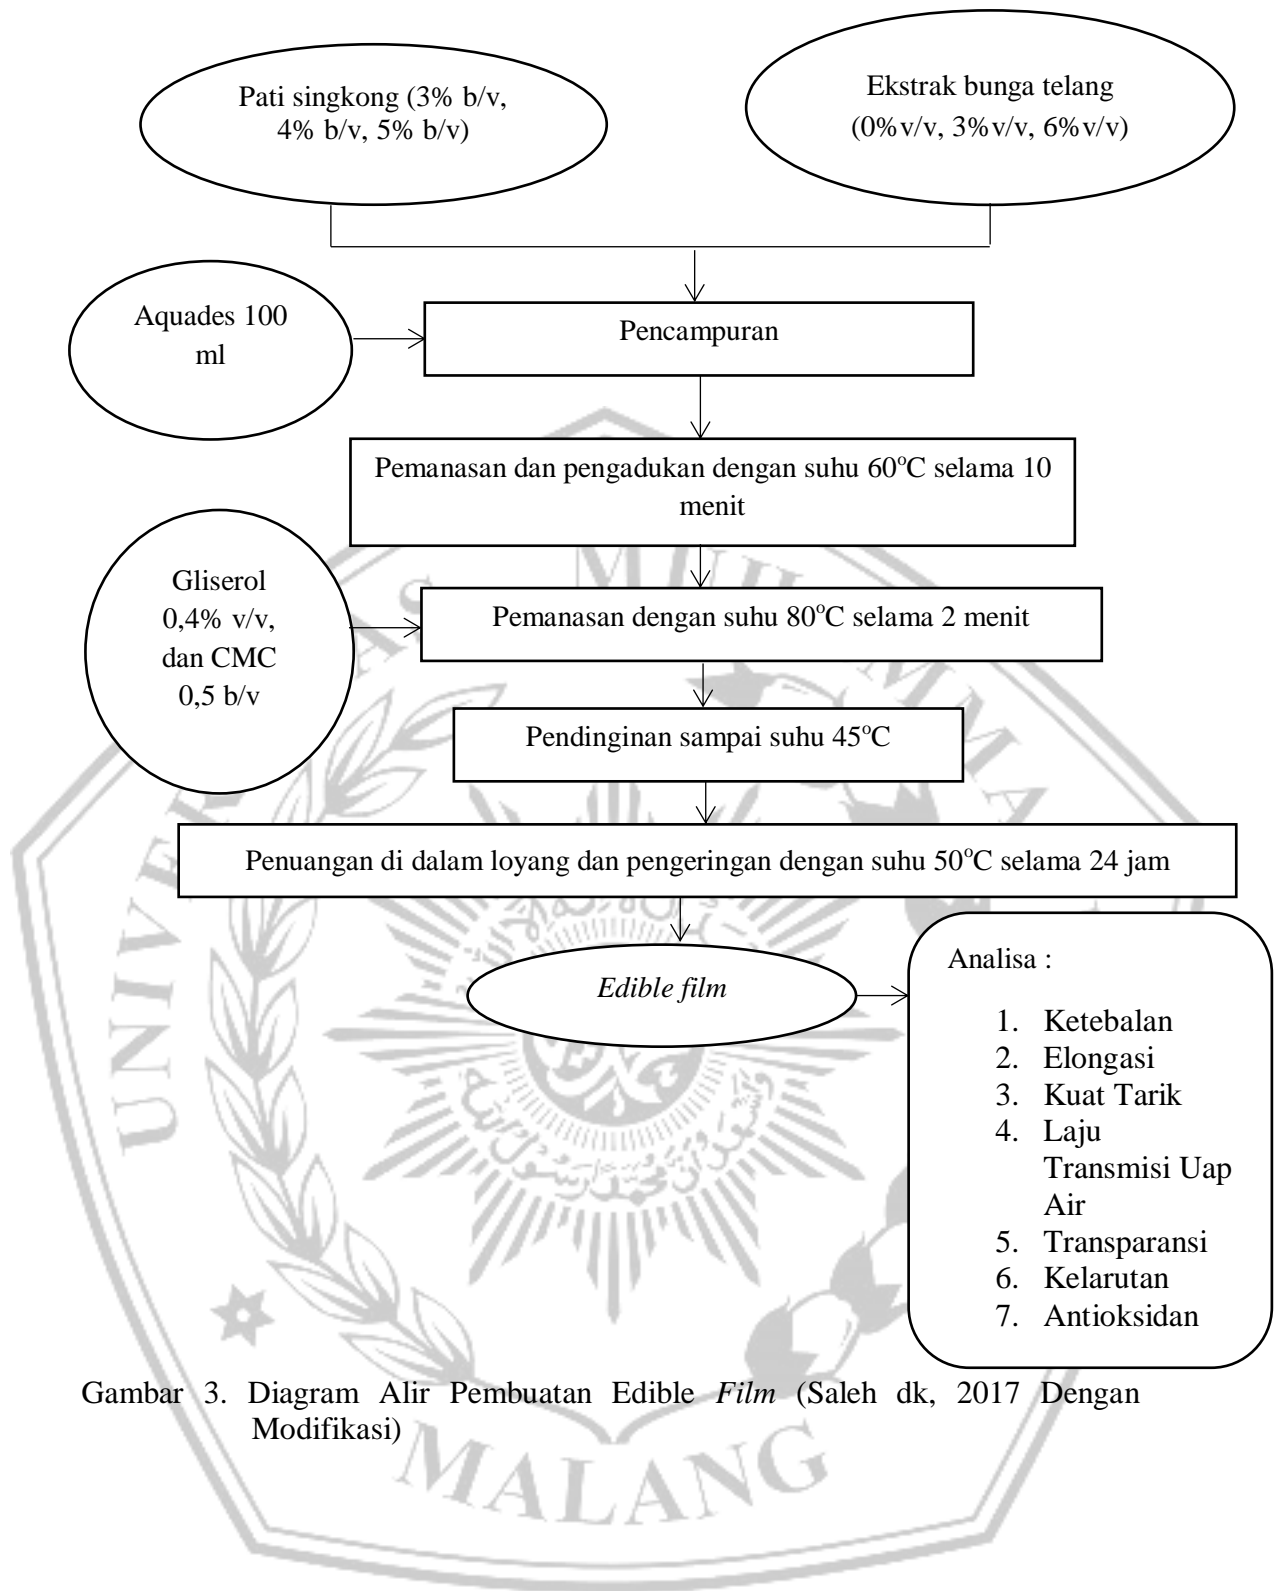 Pati singkong (3% b/v,
4% b/v, 5% b/v)
Ekstrak bunga telang
(0%v/v, 3%v/v, 6%v/v)
Aquades 100
ml
Pencampuran
Pemanasan dan pengadukan dengan suhu 60°C selama 10
menit
Gliserol
0,4% v/v,
dan CMC
0,5 b/v
Pemanasan dengan suhu 80°C selama 2 menit
Pendinginan sampai suhu 45°C
Penuangan di dalam loyang dan pengeringan dengan suhu 50°C selama 24 jam
Edible film
Analisa :
1. Ketebalan
2. Elongasi
3. Kuat Tarik
4. Laju
Transmisi Uap
Air
5. Transparansi
6. Kelarutan
7. Antioksidan
Gambar 3. Diagram Alir Pembuatan Edible Film (Saleh dk, 2017 Dengan
Modifikasi)
MALANG